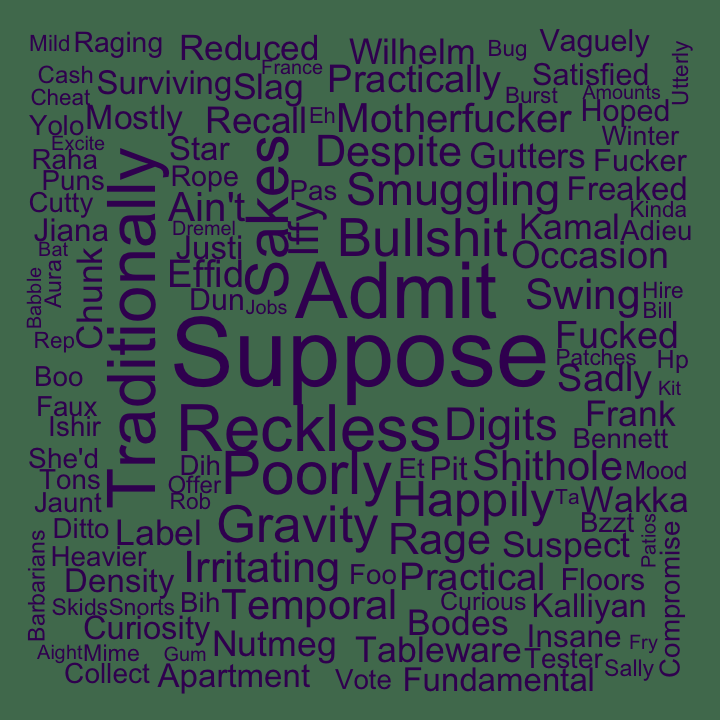 Mild
Raging
Reduced
Wilhelm
Bug
Vaguely
Utterly
Cash
Surviving
Slag
France
Practically
Satisfied
Cheat
Burst
Amounts
Yolo
Mostly
Recall
Eh
Motherfucker
Hoped
Excite
Winter
Raha
Star
Sakes
Despite
Gutters
Fucker
Puns
Traditionally
Rope
Pas
Smuggling
Freaked
Cutty
Ain't
Iffy
Kinda
Jiana
Dremel
Bullshit
Kamal
Adieu
Bat
Justj
Occasion
Aura
Chunk
Effid
Admit
Babble
Dun
Jobs
Swing
Hire
Bill
Rep
Suppose
Fucked
Patches
Hp
Boo
Sadly
Kit
Faux
Reckless
Digits
Frank
Ishir
Bennett
She'd
Dih
Poorly
Et
Pit
Shithole
Mood
Tons
Offer
Jaunt
Rob
Happily
Ta
Wakka
Ditto
Label
Gravity
Rage
Suspect
Bzzt
Patios
Compromise
Barbarians
Heavier
Irritating
Foo
Practical
Floors
Density
Skids
Snorts
Bih
Temporal
Curious
Kalliyan
Curiosity
Bodes
Insane
Nutmeg
Tableware
Fry
Aight
Mime
Gum
Tester
Sally
Collect
Apartment
Vote
Fundamental